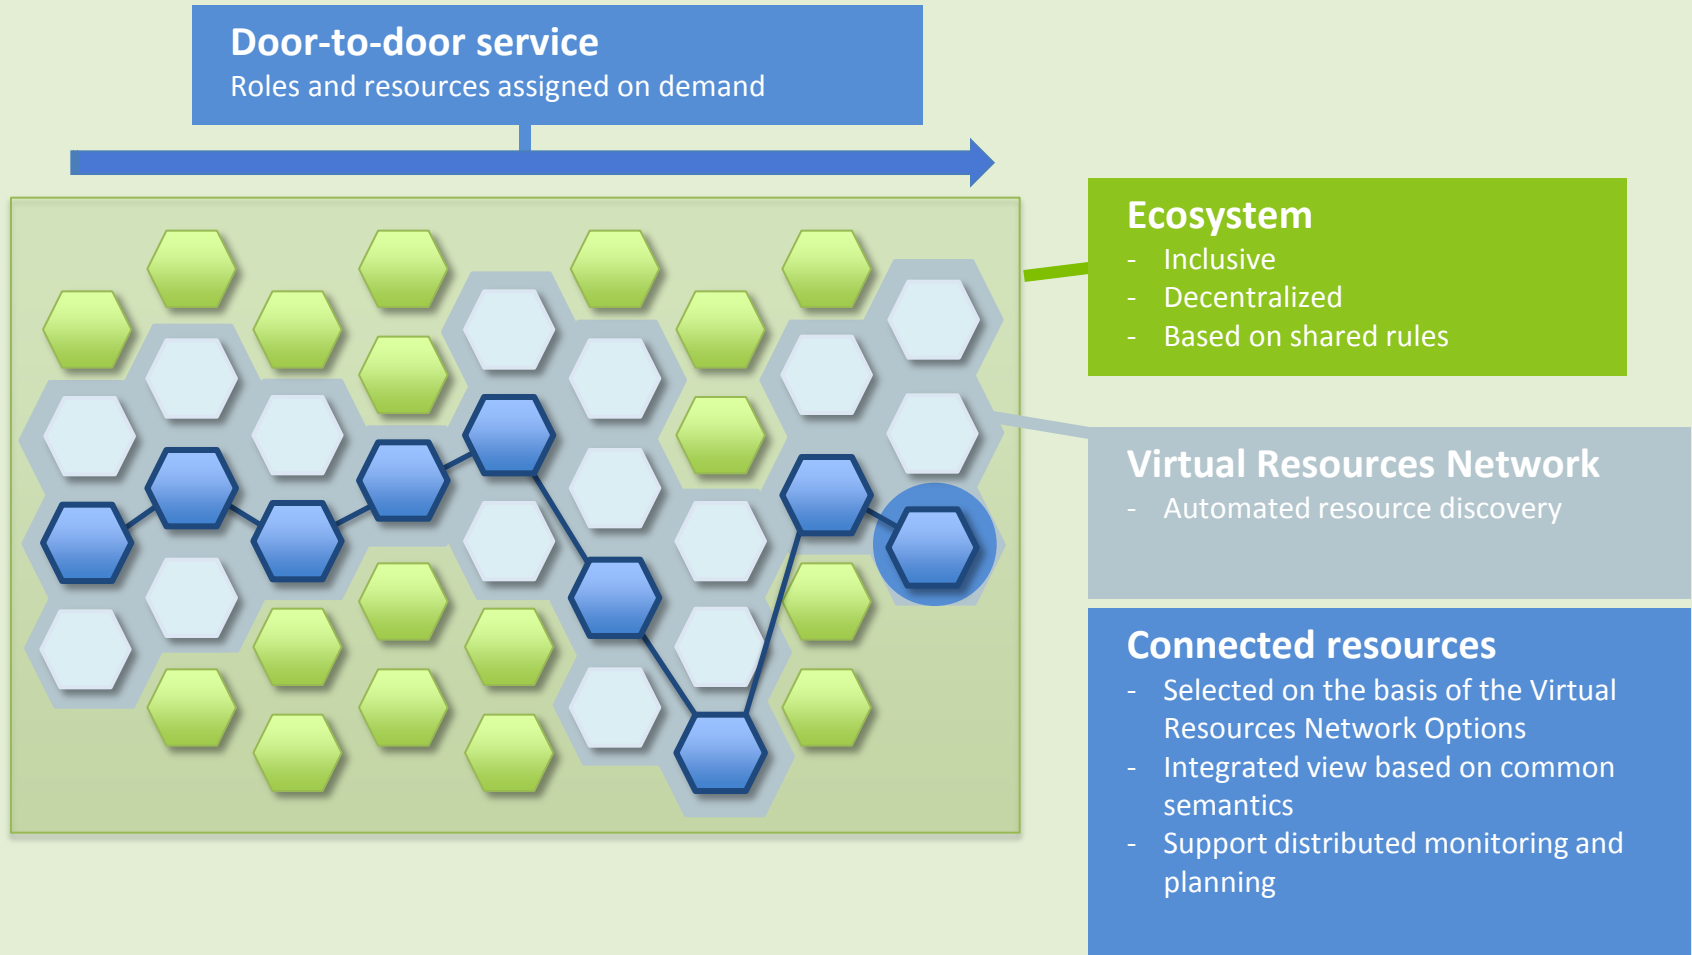 Door-to-door service
Roles and resources assigned on demand
Ecosystem
- Inclusive
- Decentralized
- Based on shared rules
Virtual Resources Network
- Automated resource discovery
Connected resources
- Selected on the basis of the Virtual
Resources Network Options
- Integrated view based on common
semantics
- Support distributed monitoring and
planning